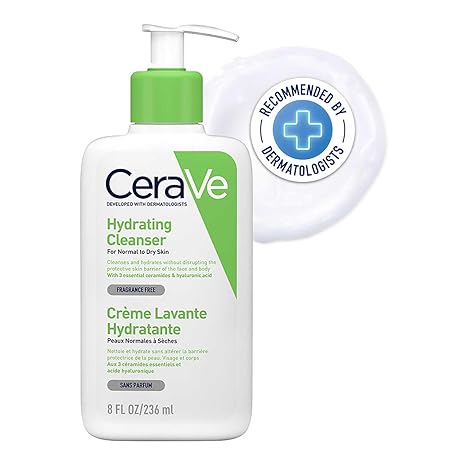 CeraVe
DEVELOPED WITH DERMATOLOGISTS
Hydrating
Cleanser
For Normal to Dry Skin
Cleanses and hydrates without disrupting the
protective skin barrier of the face and body
With 3 essential ceramides & hyaluronic acid
FRAGRANCE FREE
Crème Lavante
Hydratante
Peaux Normales à Sèches
Nettoie et hydrate sans altérer la barrière
protectrice de la peau. Visage et corps.
Aux 3 céramides essentiels et
acide hyaluronique
SANS PARFUM
8 FL OZ/236 ml
RECOMMENDED BY
DERMATOLOGISTS